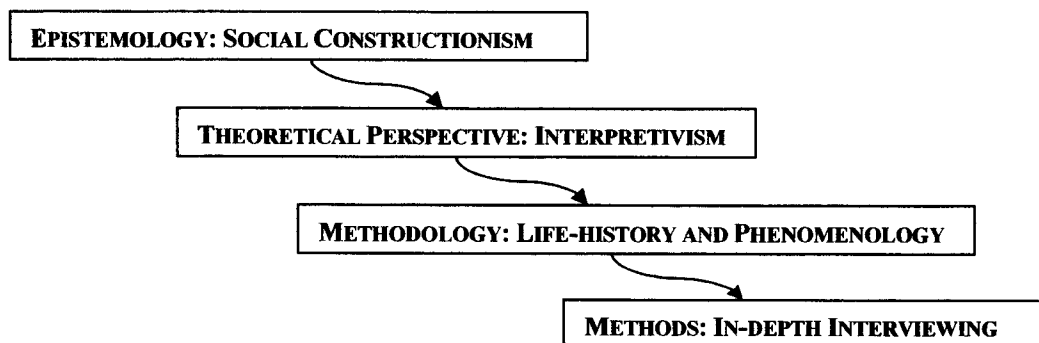 EPISTEMOLOGY: SOCIAL CONSTRUCTIONISM
THEORETICAL PERSPECTIVE: INTERPRETIVISM
METHODOLOGY: LIFE-HISTORY AND PHENOMENOLOGY
METHODS: IN-DEPTH INTERVIEWING